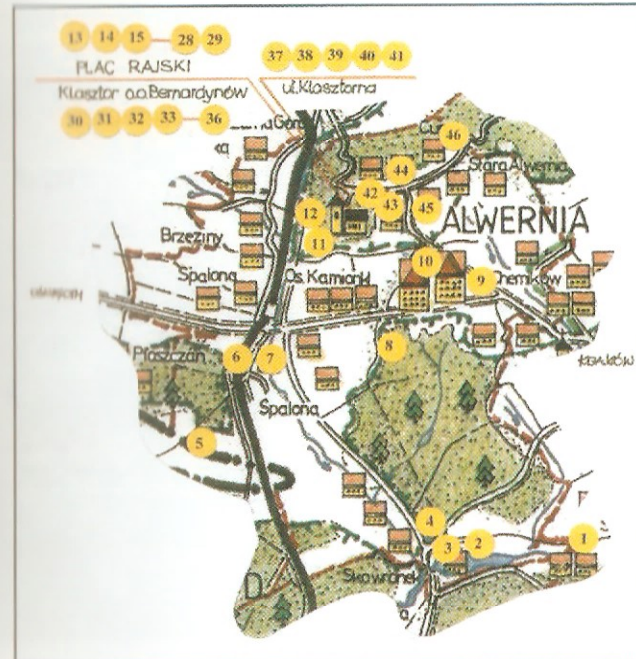 13 14 15 — 28 29
PLAC RAJSKI
Klasztor o.o.Bernardynów
30 31 32 33 — 36
37 38 39 40 41
ul.Klasztorna
46
44
Stara Alwernia
42 43 45
12
ALWERNIA
11
Brzeziny
10
Os. Kamionki
9
Chemików
Spalona
6 7
8
Płaszczan
KRAKÓW
Spalona
5
4
3 2 1
Skowronek